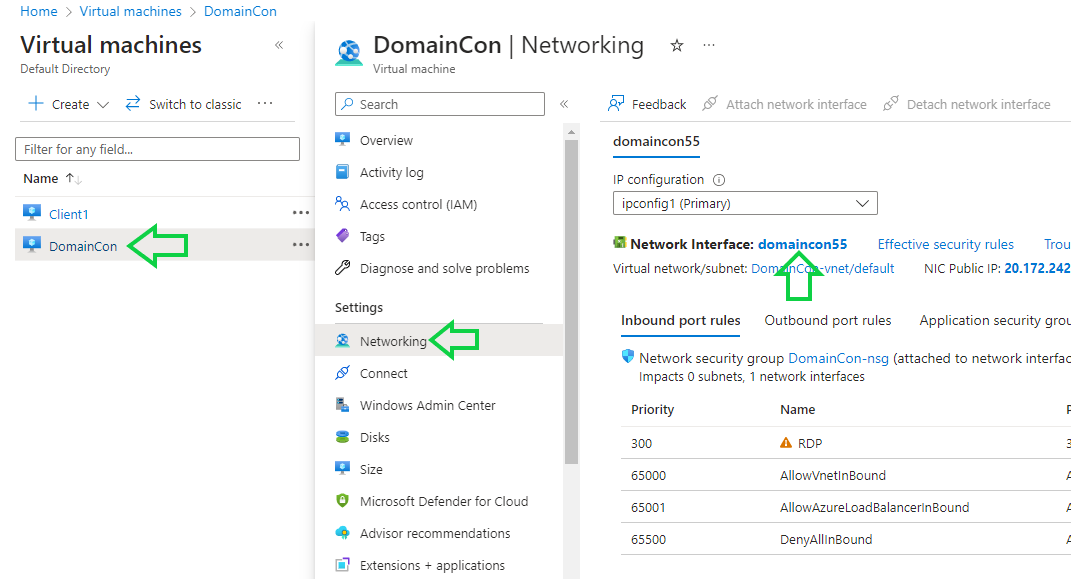 Home > Virtual machines > DomainCon
Virtual machines «
Default Directory
+ Create Switch to classic ...
Filter for any field...
Name ↑↓
Client1 ...
DomainCon ...
DomainCon | Networking ☆ ...
Virtual machine
Search «
Overview
Activity log
Access control (IAM)
Tags
Diagnose and solve problems
Settings
Networking
Connect
Windows Admin Center
Disks
Size
Microsoft Defender for Cloud
Advisor recommendations
Extensions + applications
Feedback Attach network interface Detach network interface
domaincon55
IP configuration
ipconfig1 (Primary)
Network Interface: domaincon55 Effective security rules Trou
Virtual network/subnet: DomainCon-vnet/default NIC Public IP: 20.172.242
Inbound port rules Outbound port rules Application security grou
Network security group DomainCon-nsg (attached to network interfac
Impacts 0 subnets, 1 network interfaces
Priority Name
300 RDP
65000 AllowVnetInBound
65001 AllowAzureLoadBalancerInBound
65500 DenyAllInBound